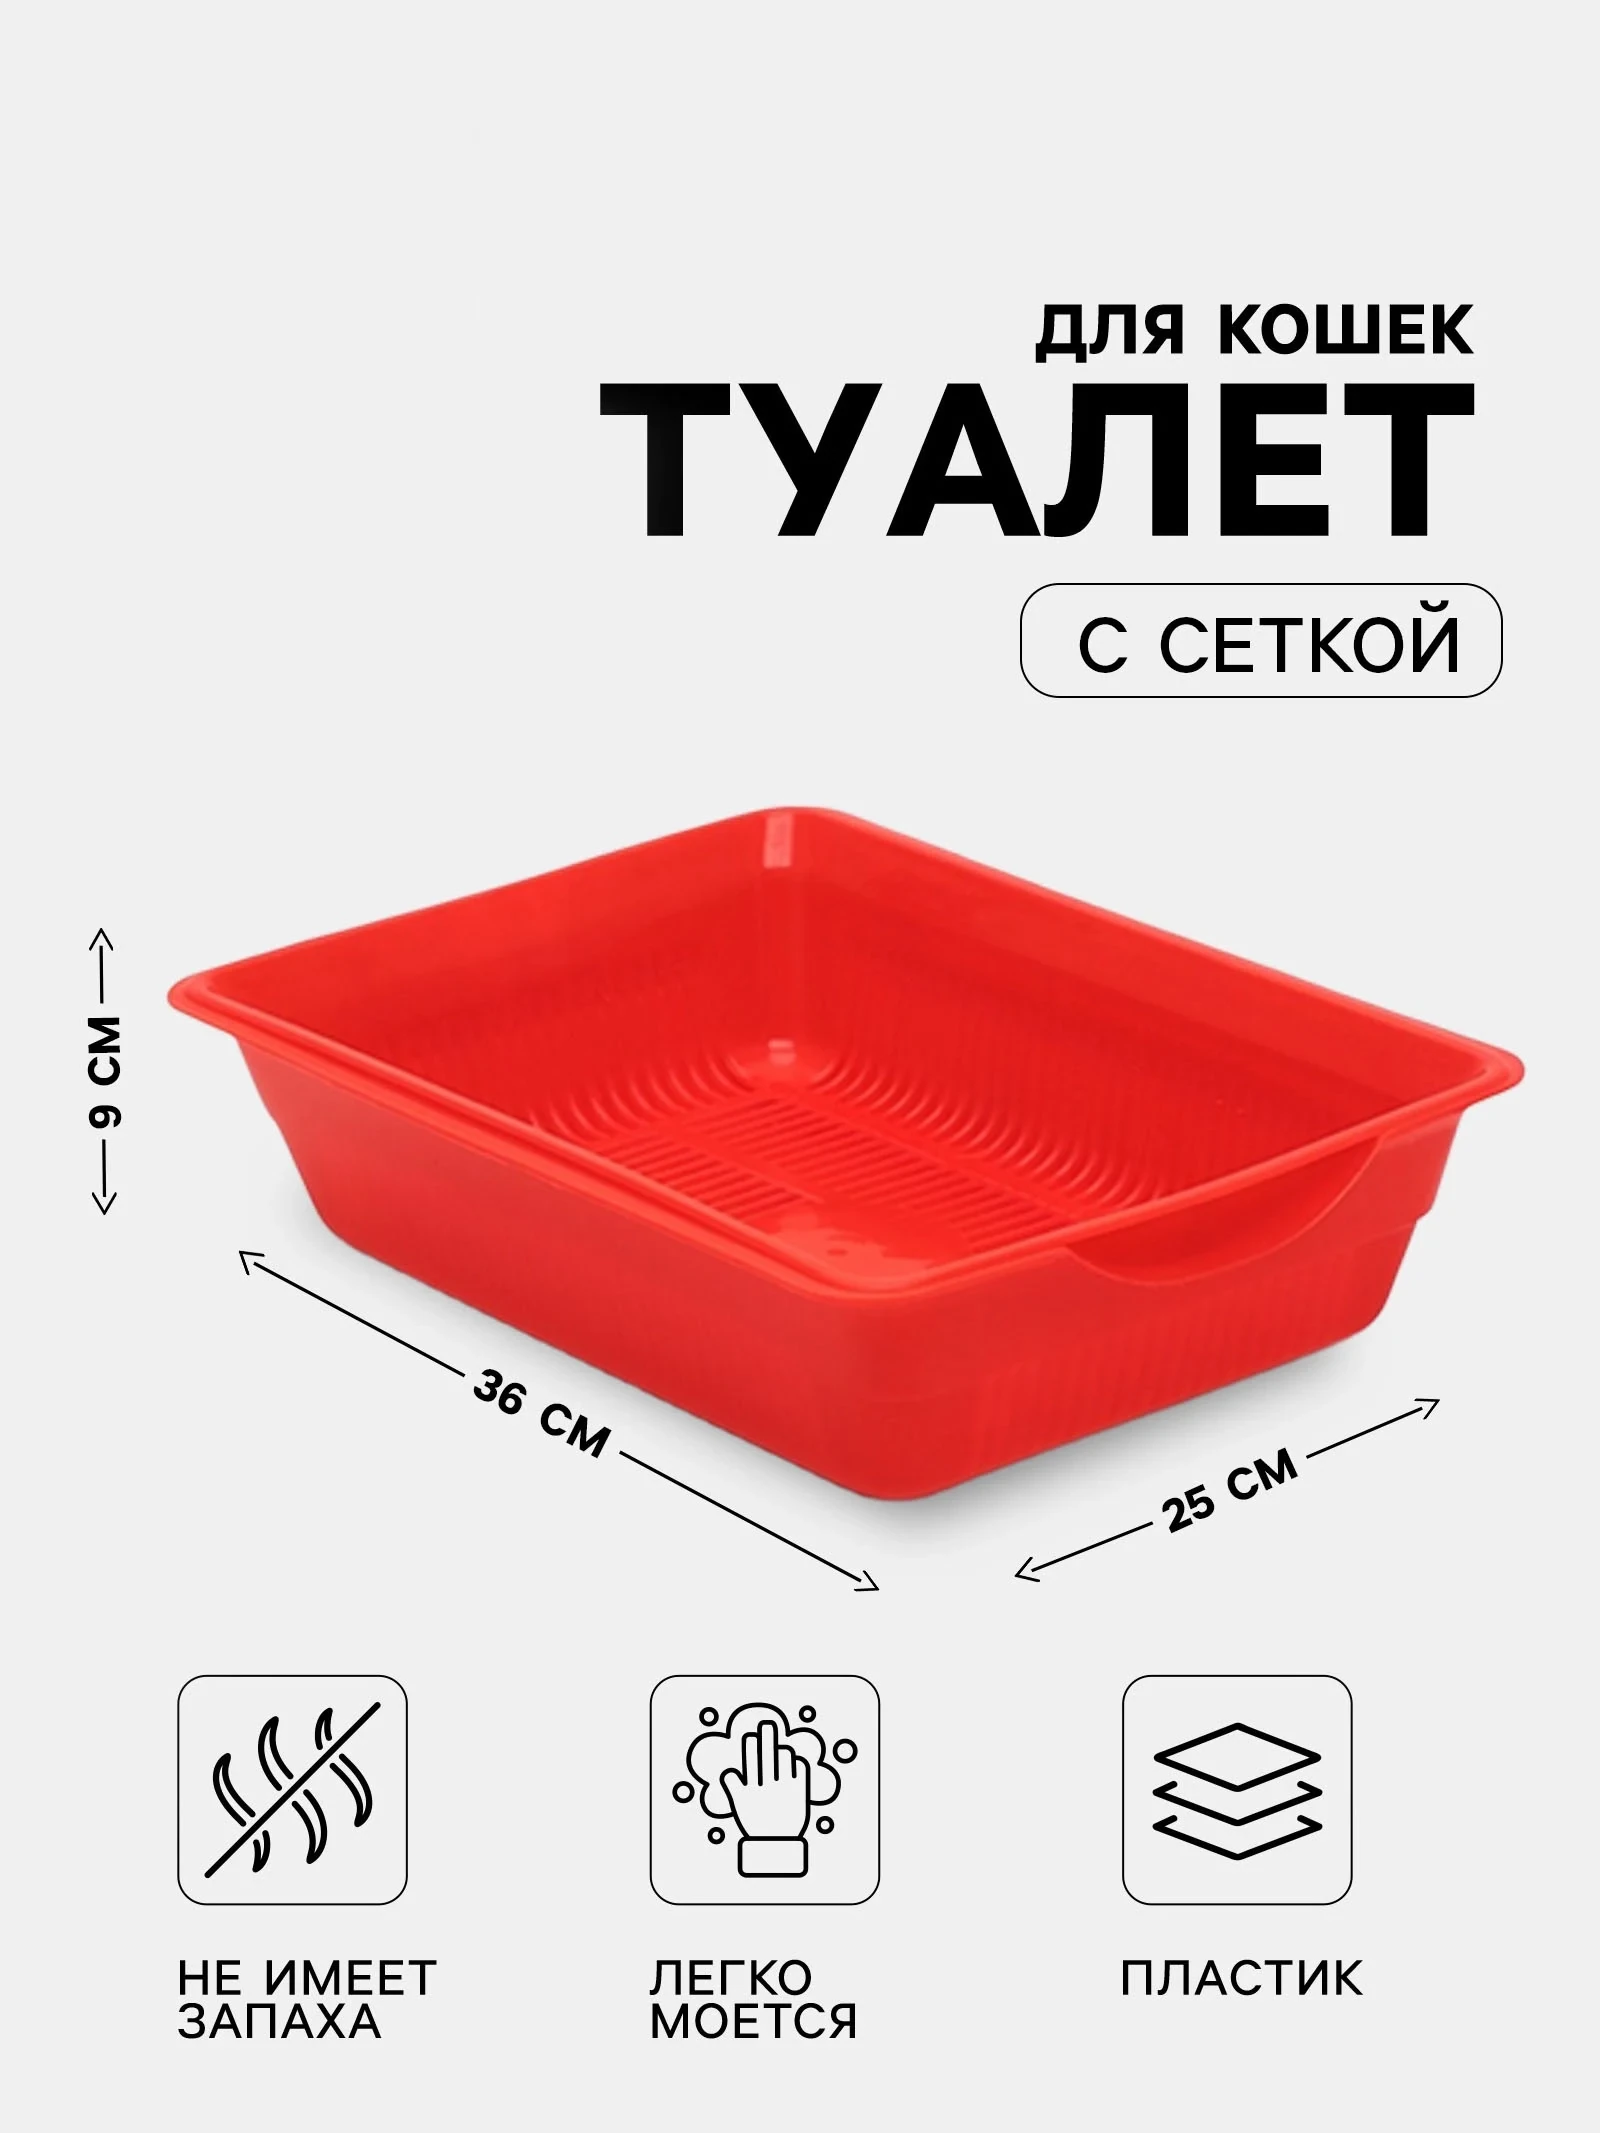 ДЛЯ КОШЕК
ТУАЛЕТ
С СЕТКОЙ
9 СМ
36 СМ
25 СМ
НЕ ИМЕЕТ
ЗАПАХА
ЛЕГКО
МОЕТСЯ
ПЛАСТИК